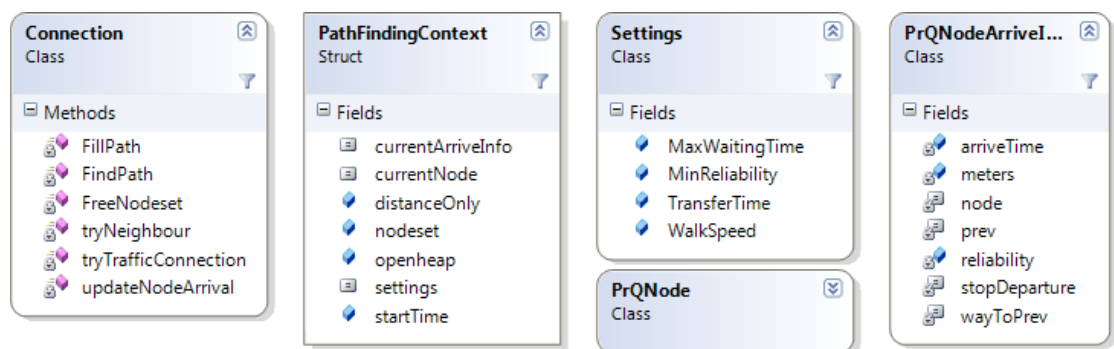 Connection
Class
Methods
FillPath
FindPath
FreeNodeset
tryNeighbour
tryTrafficConnection
updateNodeArrival
PathFindingContext
Struct
Fields
currentArriveInfo
currentNode
distanceOnly
nodeset
openheap
settings
startTime
Settings
Class
Fields
MaxWaitingTime
MinReliability
TransferTime
WalkSpeed
PrQNode
Class
PrQNodeArriveI...
Class
Fields
arriveTime
meters
node
prev
reliability
stopDeparture
wayToPrev